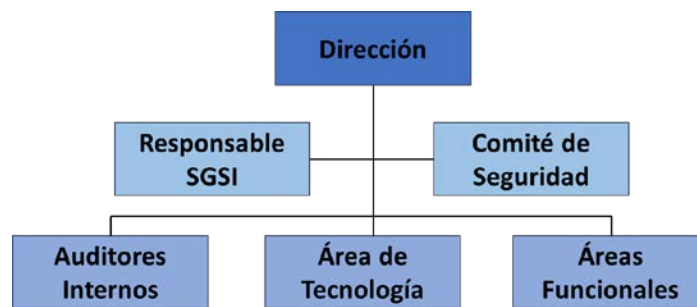 Dirección
Responsable
SGSI
Comité de
Seguridad
Auditores
Internos
Área de
Tecnología
Áreas
Funcionales